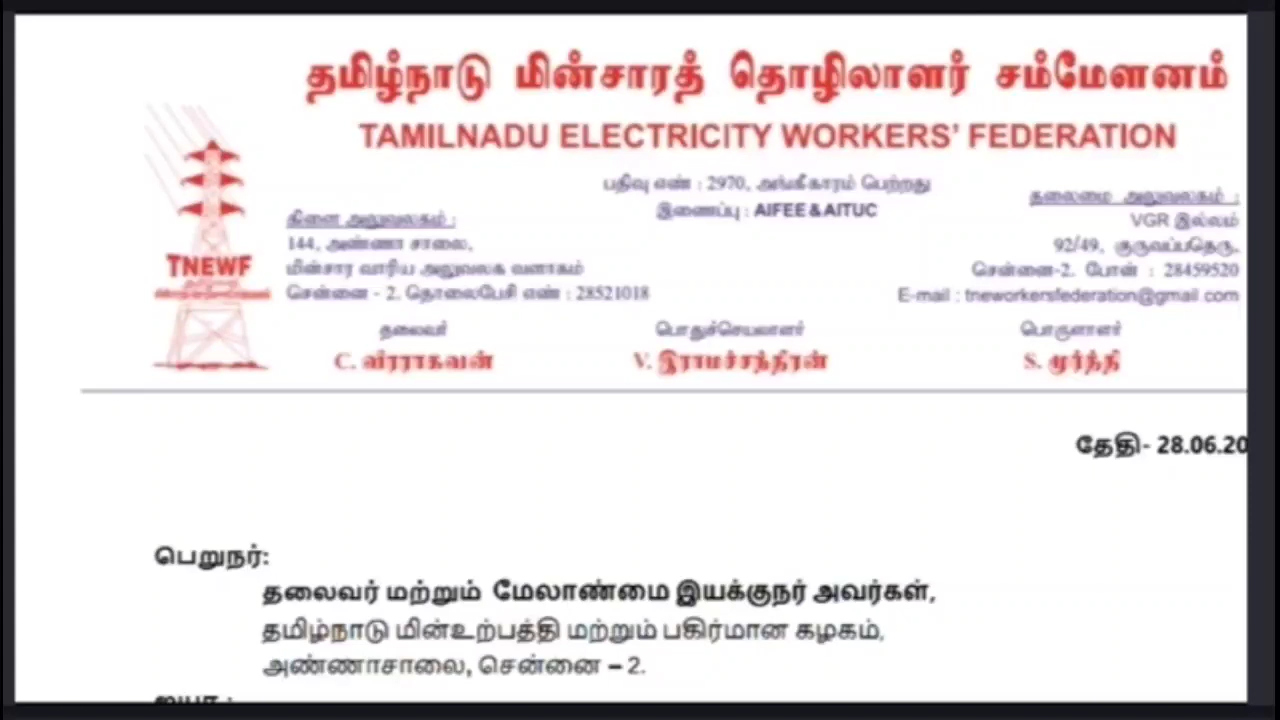 தமிழ்நாடு மின்சாரத் தொழிலாளர் சம்மேளனம்
TAMILNADU ELECTRICITY WORKERS’ FEDERATION
பதிவு எண் : 2970, அங்கீகாரம் பெற்றது
இணைப்பு : AIFEE & AITUC
கிளை அலுவலகம் :
144, அண்ணா சாலை,
மின்சார வாரிய அலுவலக வளாகம்
சென்னை - 2. தொலைபேசி எண் : 28521018
தலைமை அலுவலகம் :
VGR இல்லம்
92/49, குருவப்பதெரு,
சென்னை-2. போன் : 28459520
E-mail : tneworkersfederation@gmail.com
TNEWF
தலைவர் பொதுச்செயலாளர் பொருளாளர்
C. வீரராகவன் V. இராமச்சந்திரன் S. மூர்த்தி
தேதி- 28.06.20
பெறுநர்:
தலைவர் மற்றும் மேலாண்மை இயக்குநர் அவர்கள்,
தமிழ்நாடு மின்உற்பத்தி மற்றும் பகிர்மான கழகம்,
அண்ணாசாலை, சென்னை – 2.